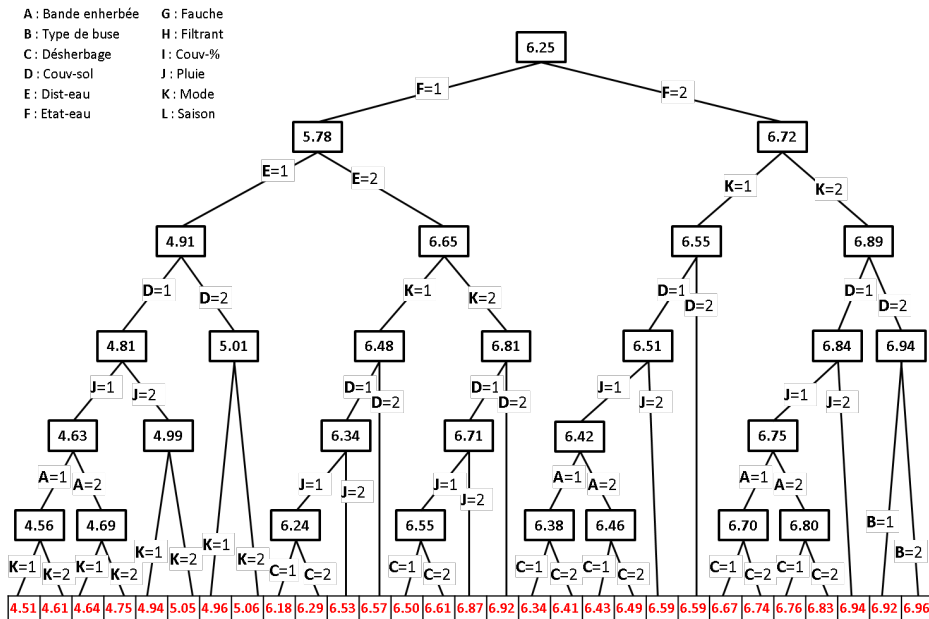 A : Bande enherbée G : Fauche
B : Type de buse H : Filtrant
C : Désherbage I : Couv-%
D : Couv-sol J : Pluie
E : Dist-eau K : Mode
F : Etat-eau L : Saison
6.25
F=1 F=2
5.78 6.72
E=1 E=2 K=1 K=2
4.91 6.65 6.55 6.89
D=1 D=2 K=1 K=2 D=1 D=2 D=1 D=2
4.81 5.01 6.48 6.81 6.51 6.84 6.94
J=1 J=2 D=1 D=2 D=1 D=2 J=1 J=2 J=1 J=2
4.63 4.99 6.34 6.71 6.42 6.75
A=1 A=2 J=1 J=2 J=1 J=2 A=1 A=2 A=1 A=2
4.56 4.69 6.24 6.55 6.38 6.46 6.70 6.80 B=1
K=1 K=2 K=1 K=2 K=1 K=2 K=1 K=2 C=1 C=2 C=1 C=2 C=1 C=2 C=1 C=2 C=1 C=2 C=1 C=2 B=2
4.51 4.61 4.64 4.75 4.94 5.05 4.96 5.06 6.18 6.29 6.53 6.57 6.50 6.61 6.87 6.92 6.34 6.41 6.43 6.49 6.59 6.59 6.67 6.74 6.76 6.83 6.94 6.92 6.96